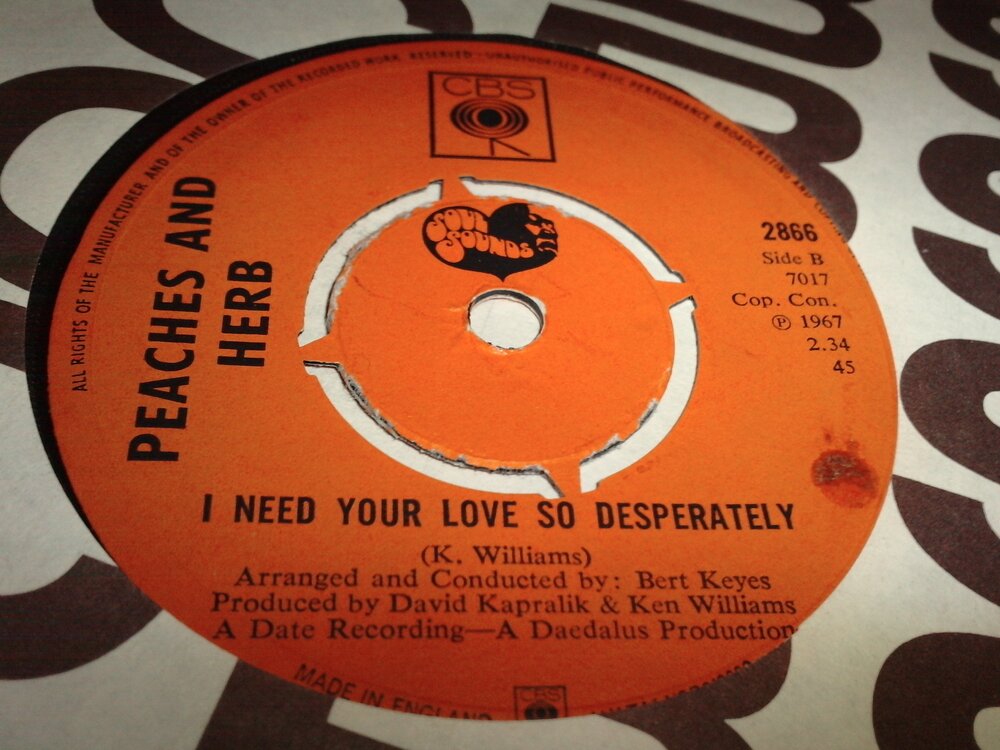 ALL RIGHTS OF THE MANUFACTURER AND OF THE OWNER OF THE RECORDED WORK RESERVED · UNAUTHORISED PUBLIC PERFORMANCE BROADCASTING AND
CBS
SOUL
SOUNDS
PEACHES AND
HERB
2866
Side B
7017
Cop. Con.
Ⓟ 1967
2.34
45
I NEED YOUR LOVE SO DESPERATELY
(K. Williams)
Arranged and Conducted by: Bert Keyes
Produced by David Kapralik & Ken Williams
A Date Recording—A Daedalus Production
MADE IN ENGLAND
CBS